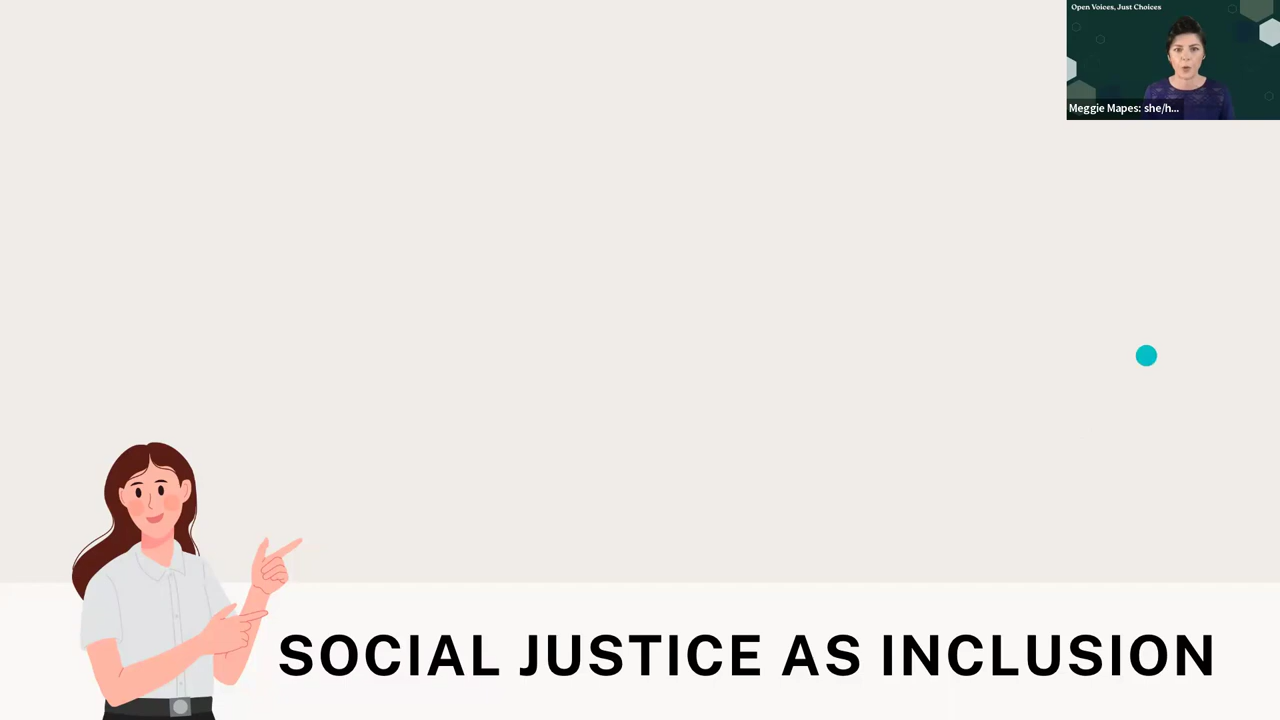 Open Voices, Just Choices
Meggie Mapes: she/h...
SOCIAL JUSTICE AS INCLUSION